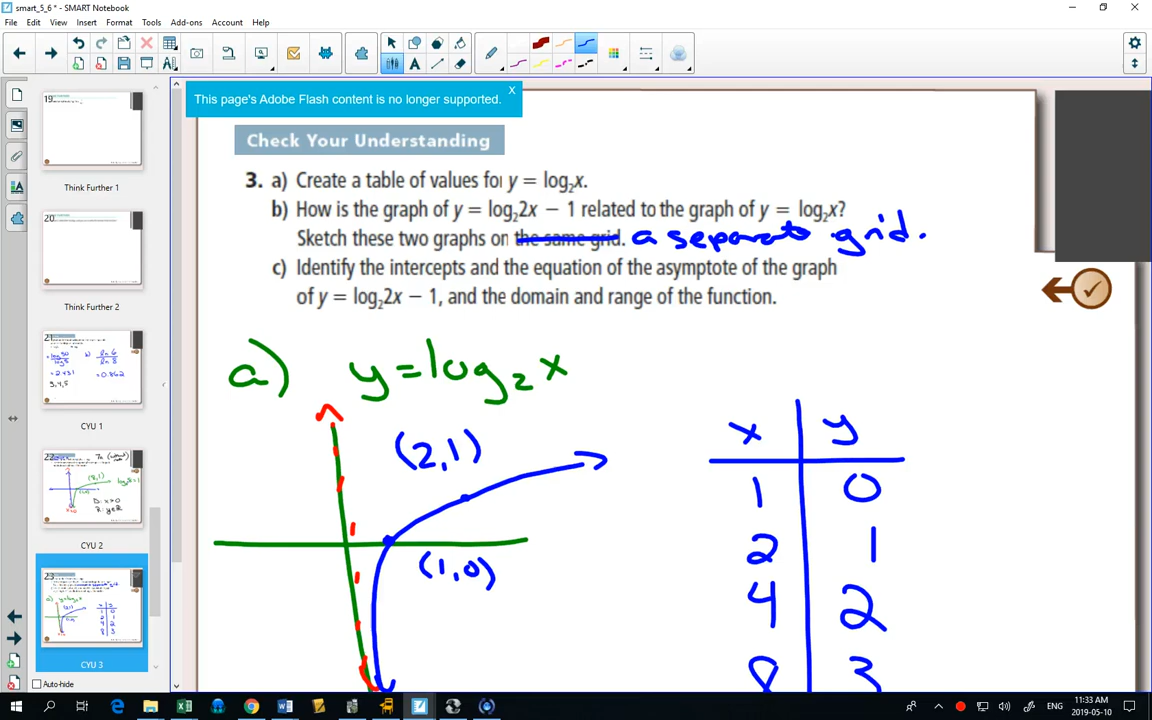 smart_5_6 * - SMART Notebook
File Edit View Insert Format Tools Add-ons Account Help
This page's Adobe Flash content is no longer supported. X
Check Your Understanding
3. a) Create a table of values for y = log₂x.
b) How is the graph of y = log₂2x − 1 related to the graph of y = log₂x?
Sketch these two graphs on the same grid. a separate grid.
c) Identify the intercepts and the equation of the asymptote of the graph
of y = log₂2x − 1, and the domain and range of the function.
a) y = log₂ x
(2,1)
(1,0)
x y
1 0
2 1
4 2
8 3
19
Think Further 1
20
Think Further 2
21
CYU 1
22
CYU 2
23
CYU 3
Auto-hide
ENG
11:33 AM
2019-05-10